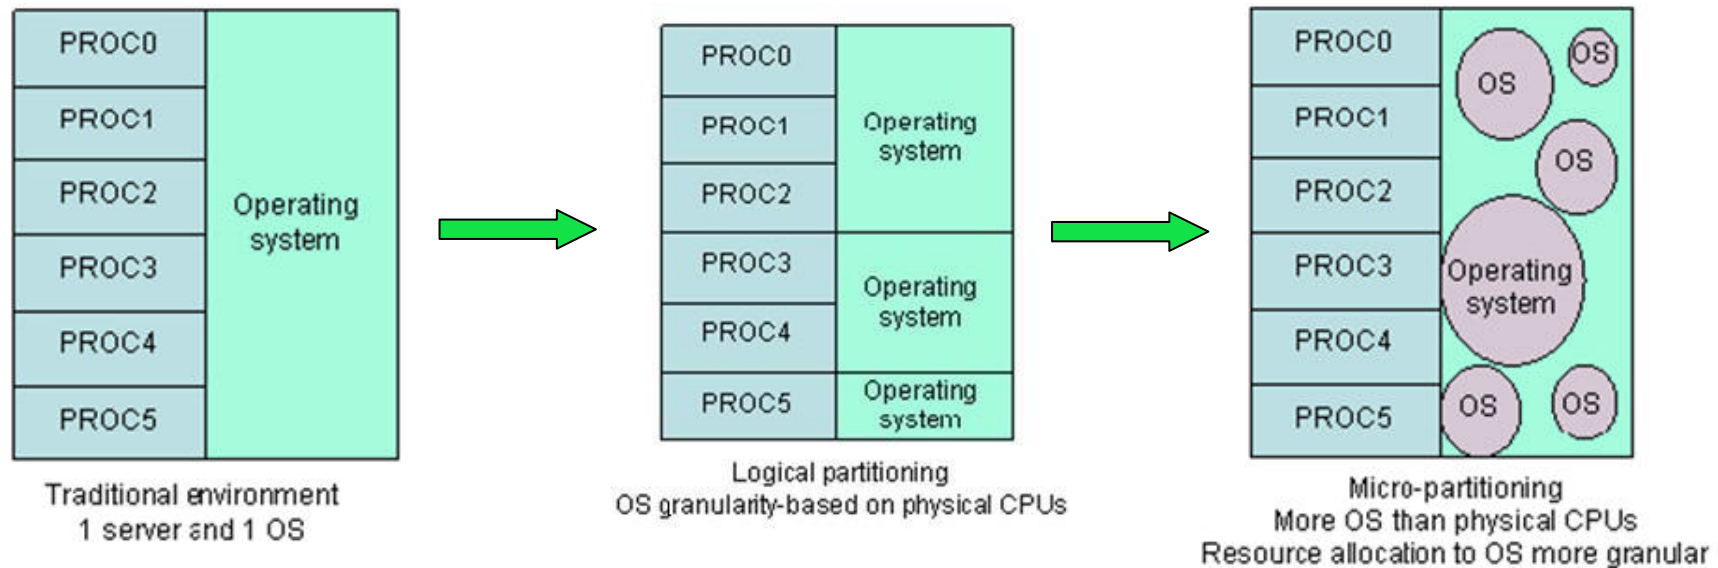 PROC0
PROC1
PROC2
PROC3
PROC4
PROC5
Operating
system
Traditional environment
1 server and 1 OS
PROC0
PROC1
PROC2
PROC3
PROC4
PROC5
Operating
system
Operating
system
Operating
system
Logical partitioning
OS granularity-based on physical CPUs
PROC0
PROC1
PROC2
PROC3
PROC4
PROC5
OS
OS
OS
Operating
system
OS
OS
Micro-partitioning
More OS than physical CPUs
Resource allocation to OS more granular